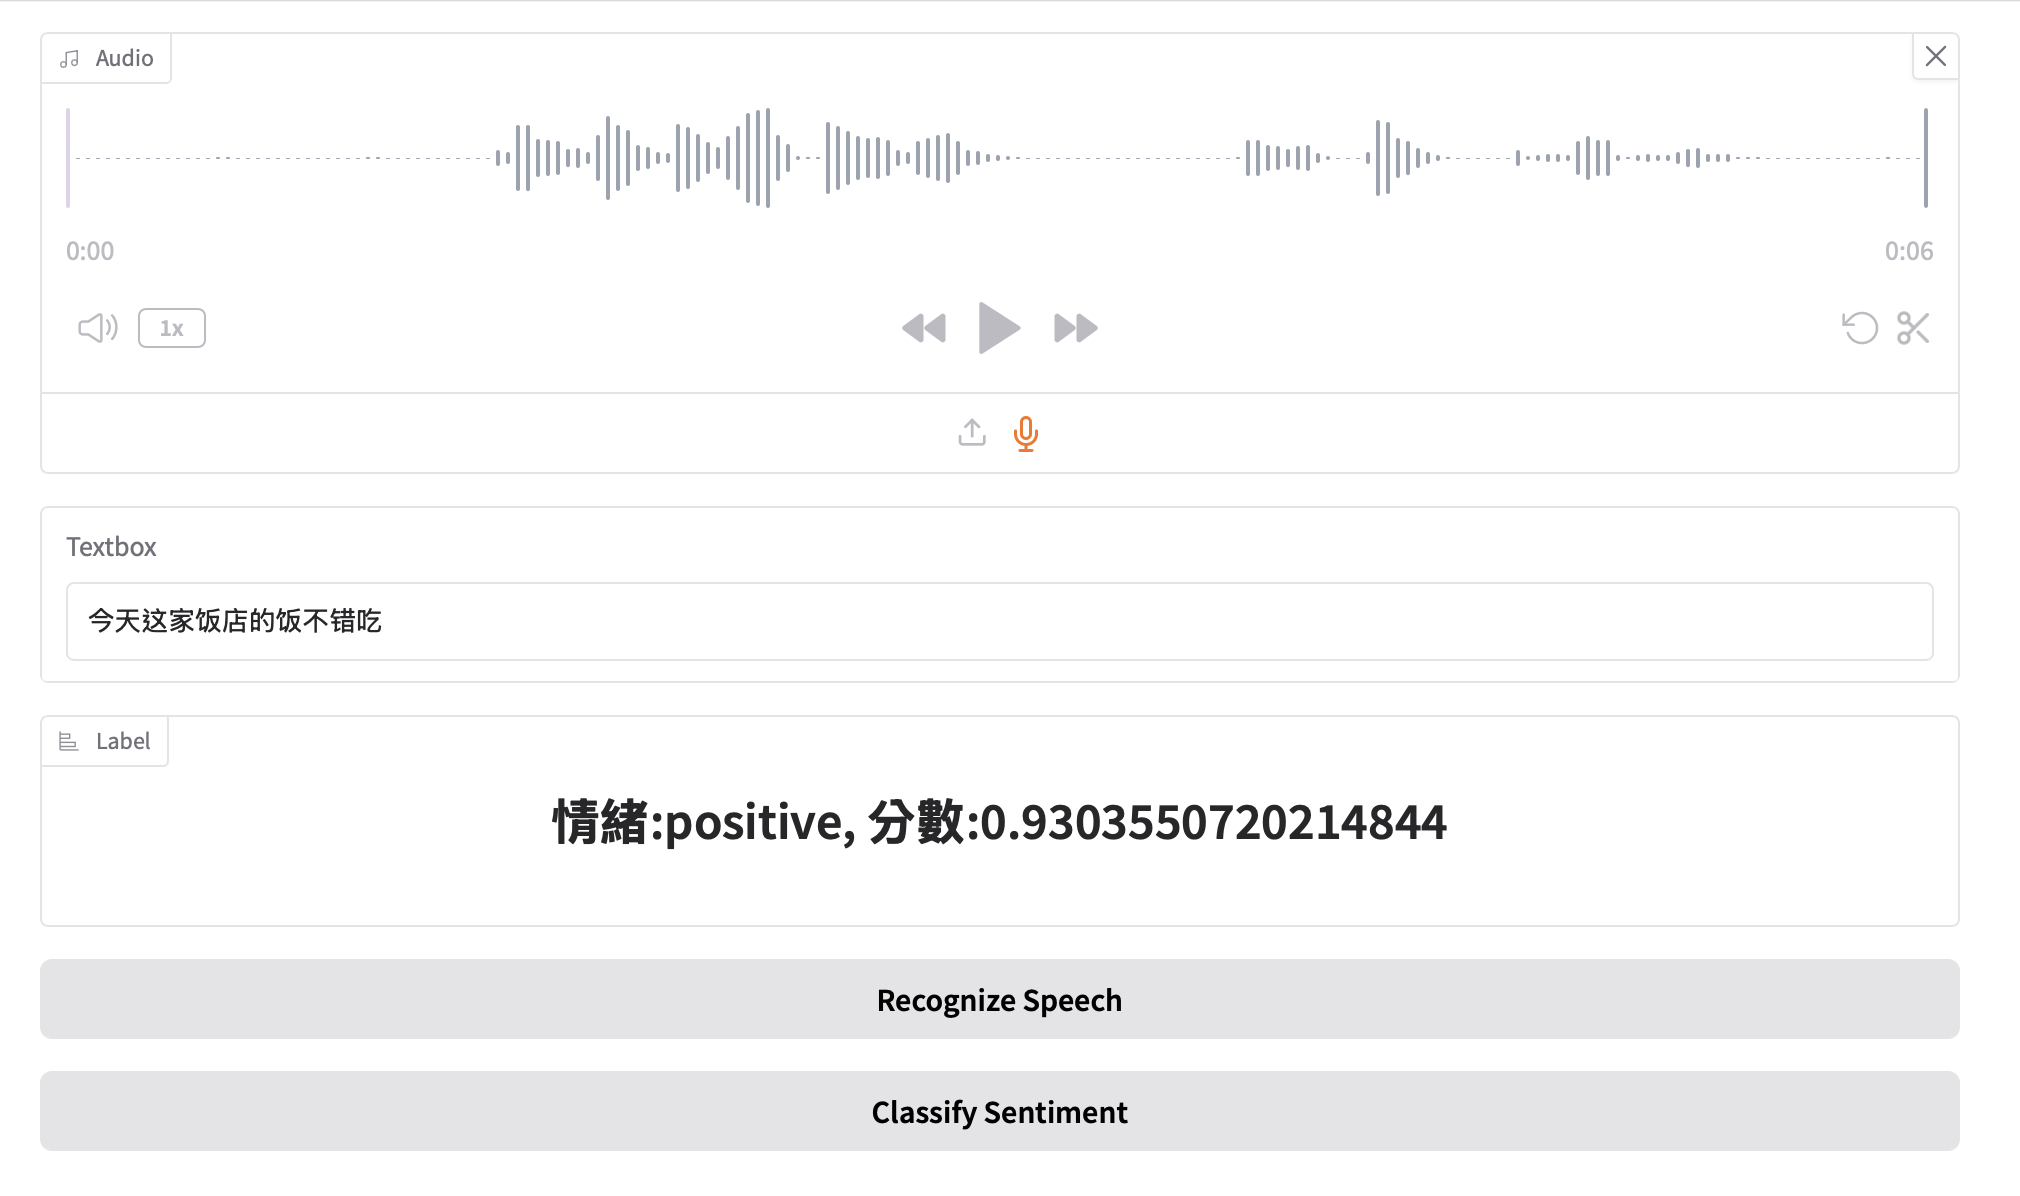 Audio
0:00
0:06
1x
Textbox
今天这家饭店的饭不错吃
Label
情緒:positive, 分數:0.9303550720214844
Recognize Speech
Classify Sentiment